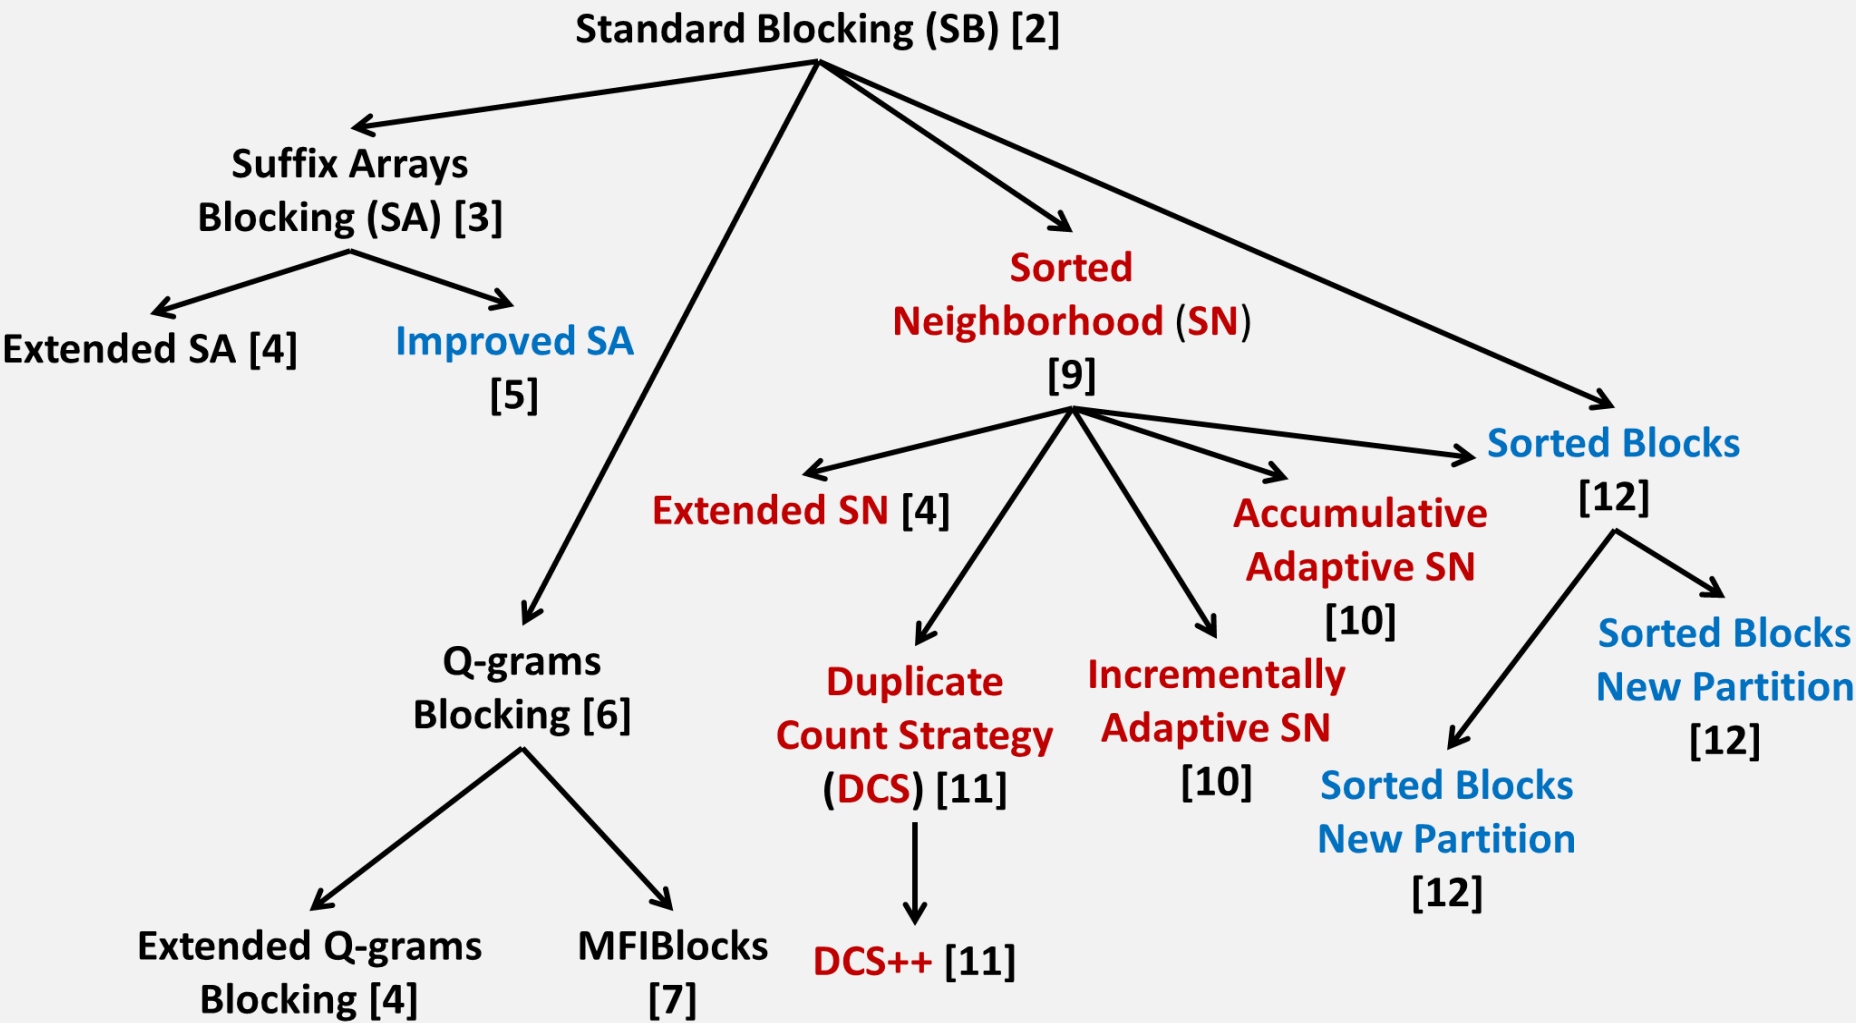 Standard Blocking (SB) [2]
Suffix Arrays
Blocking (SA) [3]
Extended SA [4]
Improved SA
[5]
Sorted
Neighborhood (SN)
[9]
Sorted Blocks
[12]
Extended SN [4]
Accumulative
Adaptive SN
[10]
Q-grams
Blocking [6]
Duplicate
Count Strategy
(DCS) [11]
Incrementally
Adaptive SN
[10]
Sorted Blocks
New Partition
[12]
Sorted Blocks
New Partition
[12]
Extended Q-grams
Blocking [4]
MFIBlocks
[7]
DCS++ [11]